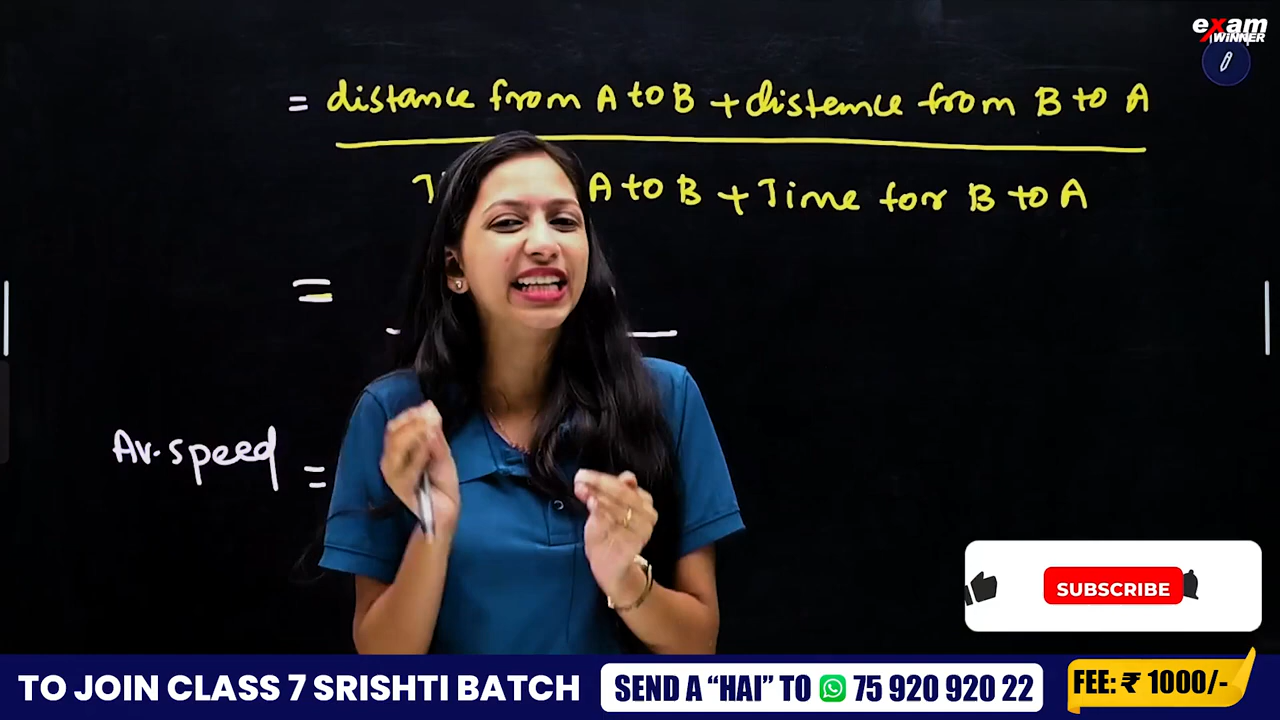 exam
WINNER
= distance from A to B + distemce from B to A
A to B + Time for B to A
=
Av. speed =
SUBSCRIBE
TO JOIN CLASS 7 SRISHTI BATCH
SEND A “HAI” TO 75 920 920 22
FEE: ₹ 1000/-